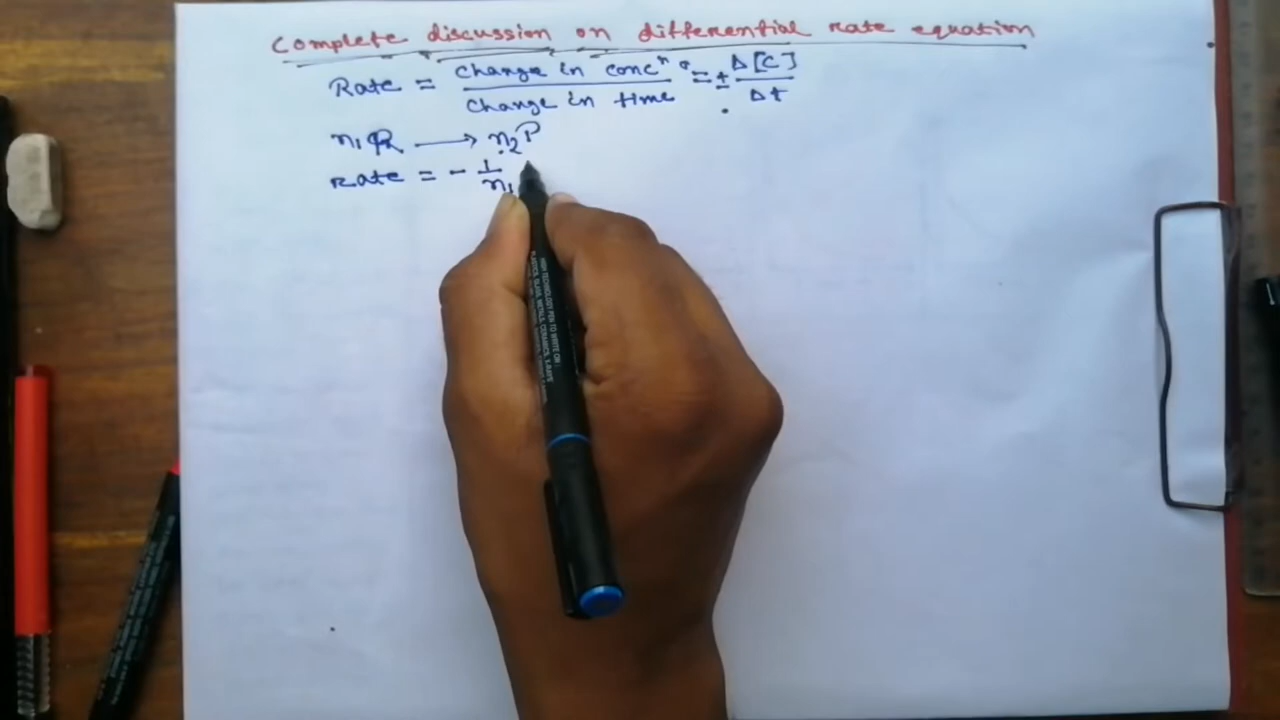 Complete discussion on differential rate equation
Rate = change in concⁿ / change in time = ± Δ[C] / Δt
n₁R ⟶ n₂P
rate = - 1/n₁